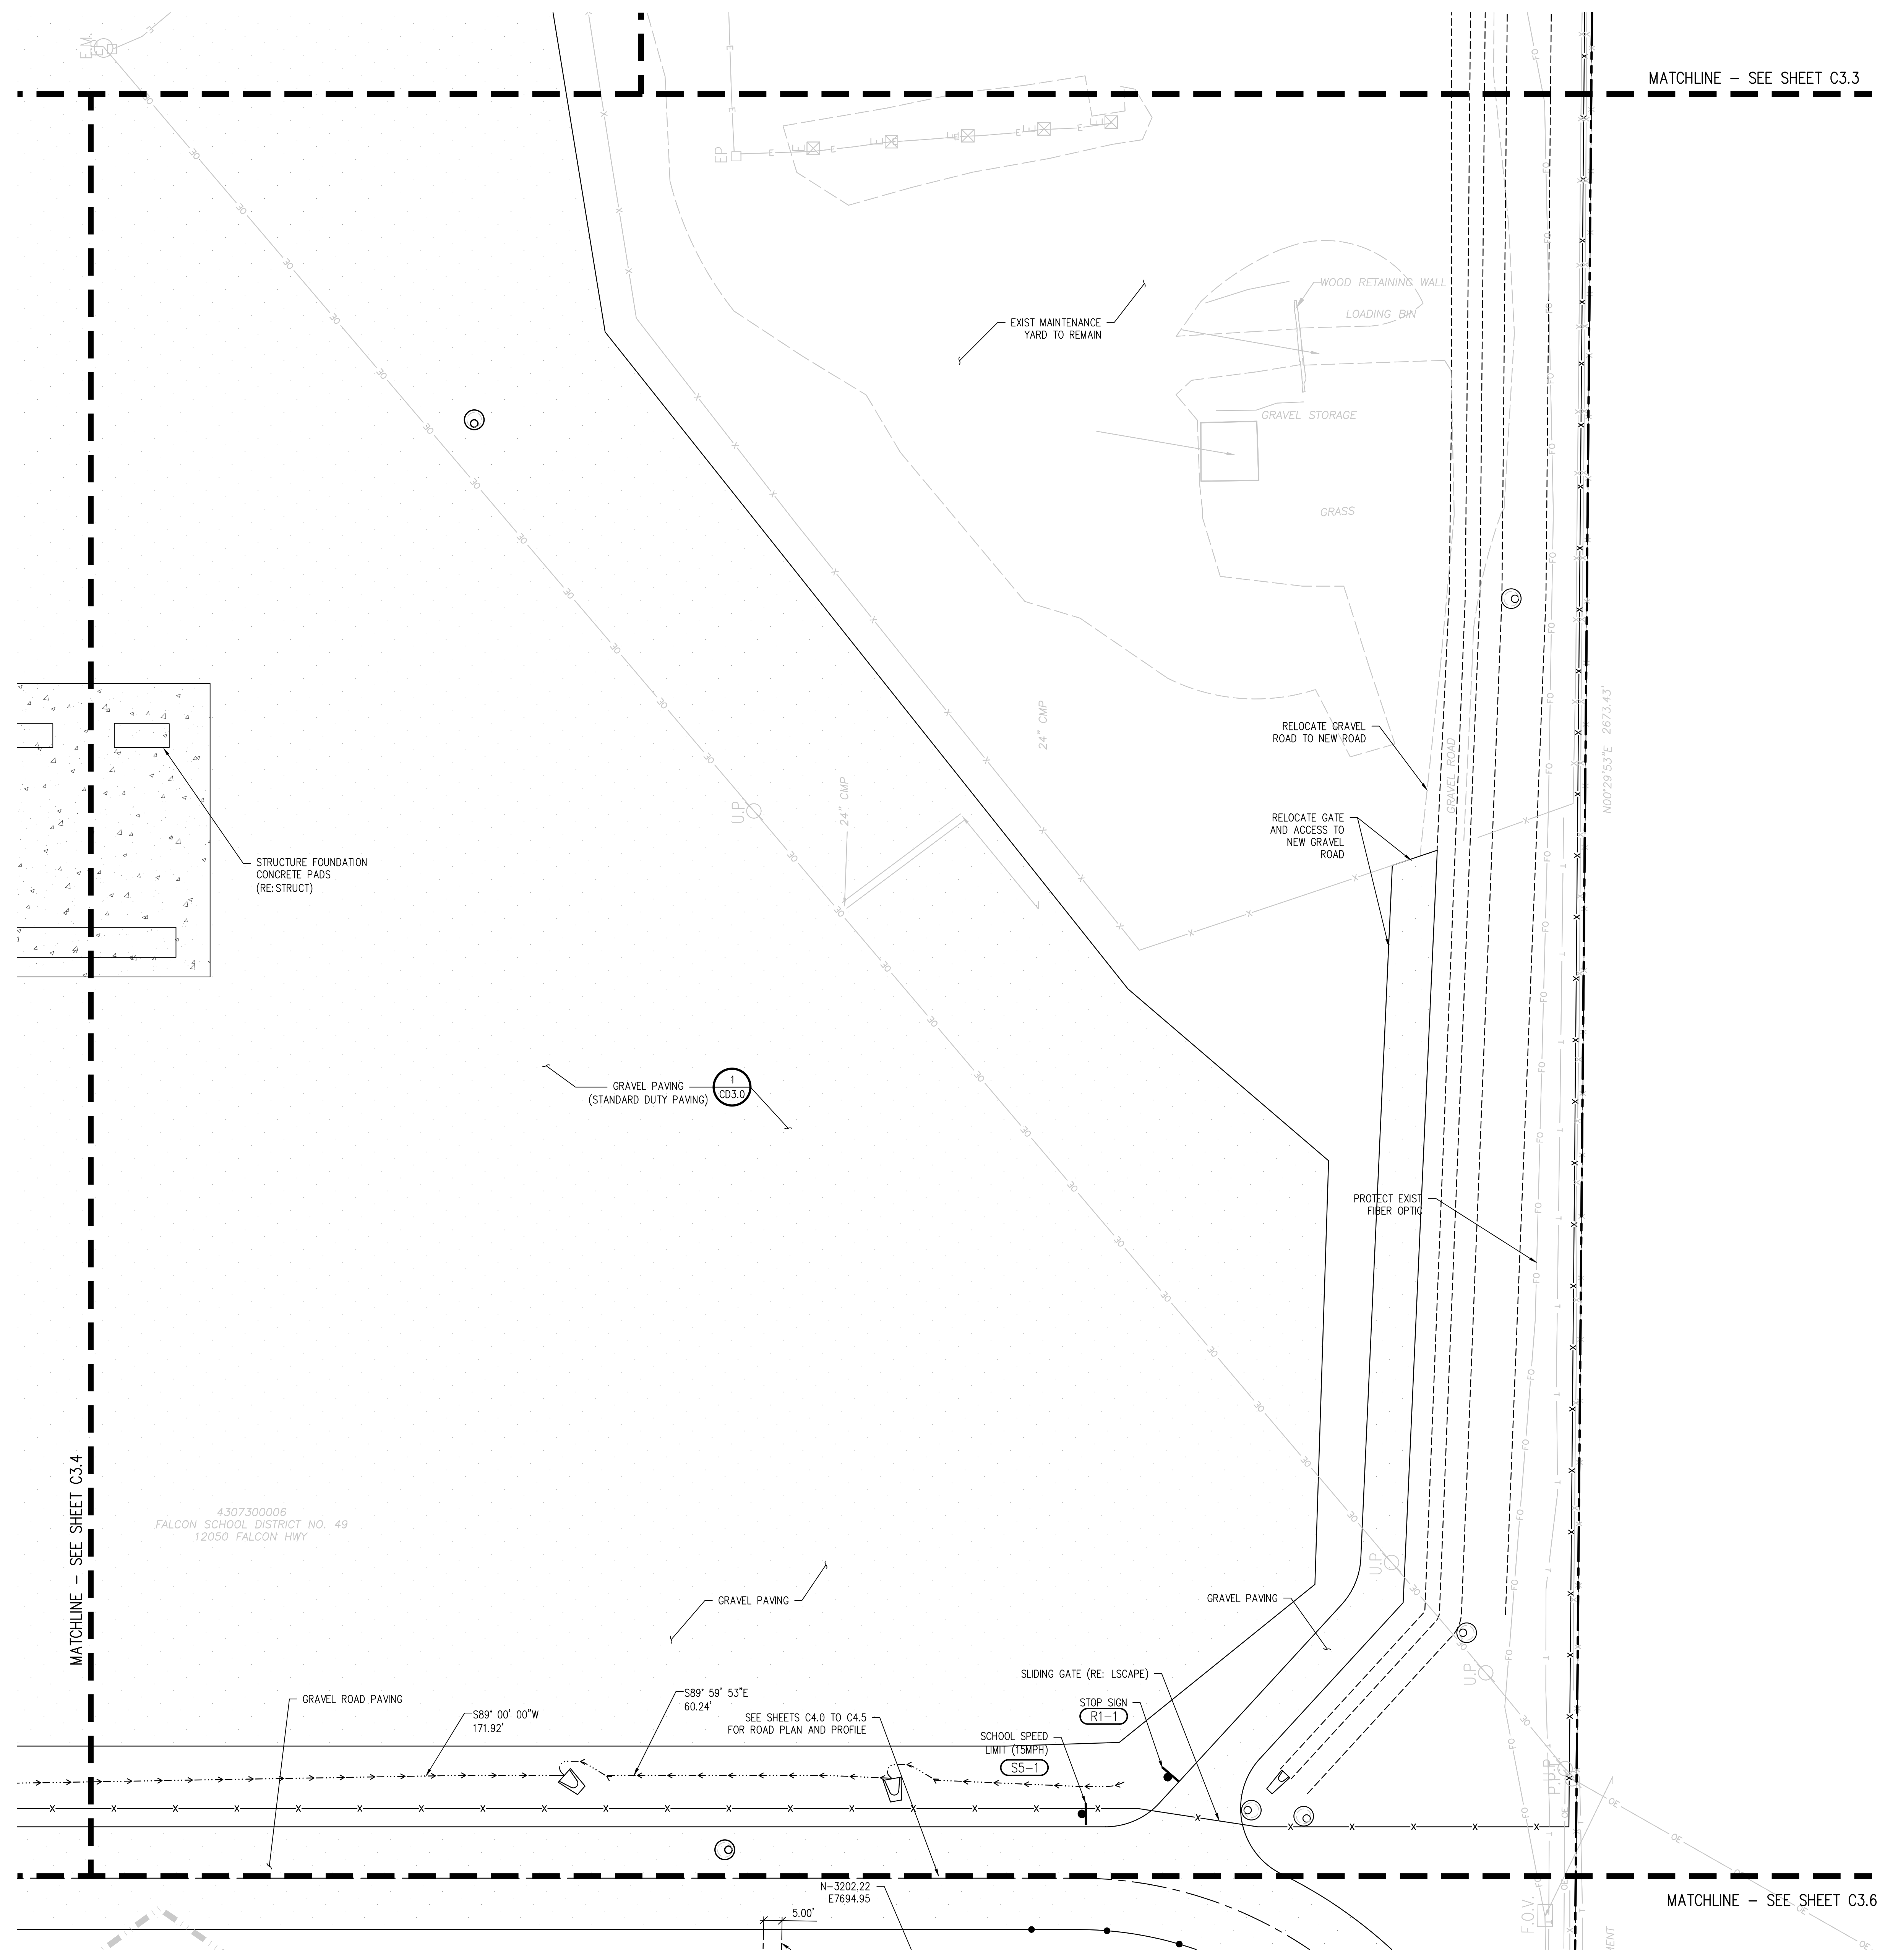 E.M.
MATCHLINE - SEE SHEET C3.3
EP
WOOD RETAINING WALL
LOADING BIN
EXIST MAINTENANCE
YARD TO REMAIN
GRAVEL STORAGE
GRASS
24" CMP
RELOCATE GRAVEL
ROAD TO NEW ROAD
GRAVEL ROAD
N00°29'53"E 2673.43'
U.P.
24" CMP
RELOCATE GATE
AND ACCESS TO
NEW GRAVEL
ROAD
STRUCTURE FOUNDATION
CONCRETE PADS
(RE:STRUCT)
GRAVEL PAVING
(STANDARD DUTY PAVING)
1
CD3.0
PROTECT EXIST
FIBER OPTIC
MATCHLINE - SEE SHEET C3.4
4307300006
FALCON SCHOOL DISTRICT NO. 49
12050 FALCON HWY
U.P.
GRAVEL PAVING
GRAVEL PAVING
U.P.
SLIDING GATE (RE: LSCAPE)
GRAVEL ROAD PAVING
S89° 59' 53"E
60.24'
STOP SIGN
R1-1
S89° 00' 00"W
171.92'
SEE SHEETS C4.0 TO C4.5
FOR ROAD PLAN AND PROFILE
SCHOOL SPEED
LIMIT (15MPH)
S5-1
N-3202.22
E7694.95
MATCHLINE - SEE SHEET C3.6
5.00'
F.O.V.